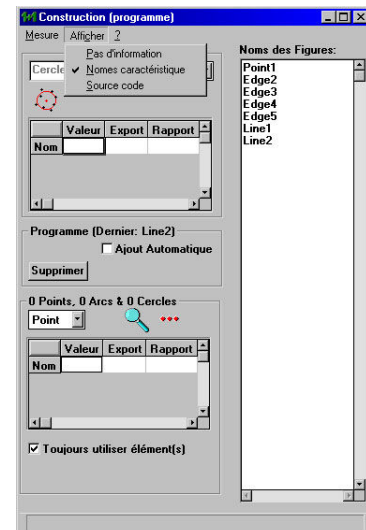 Construction (programme)
Mesure Afficher ?
Pas d'information
✓ Nomes caractéristique
Source code
Cercle
Valeur Export Rapport
Nom
Programme (Dernier: Line2)
Ajout Automatique
Supprimer
0 Points, 0 Arcs & 0 Cercles
Point
Valeur Export Rapport
Nom
Toujours utiliser élément(s)
Noms des Figures:
Point1
Edge2
Edge3
Edge4
Edge5
Line1
Line2